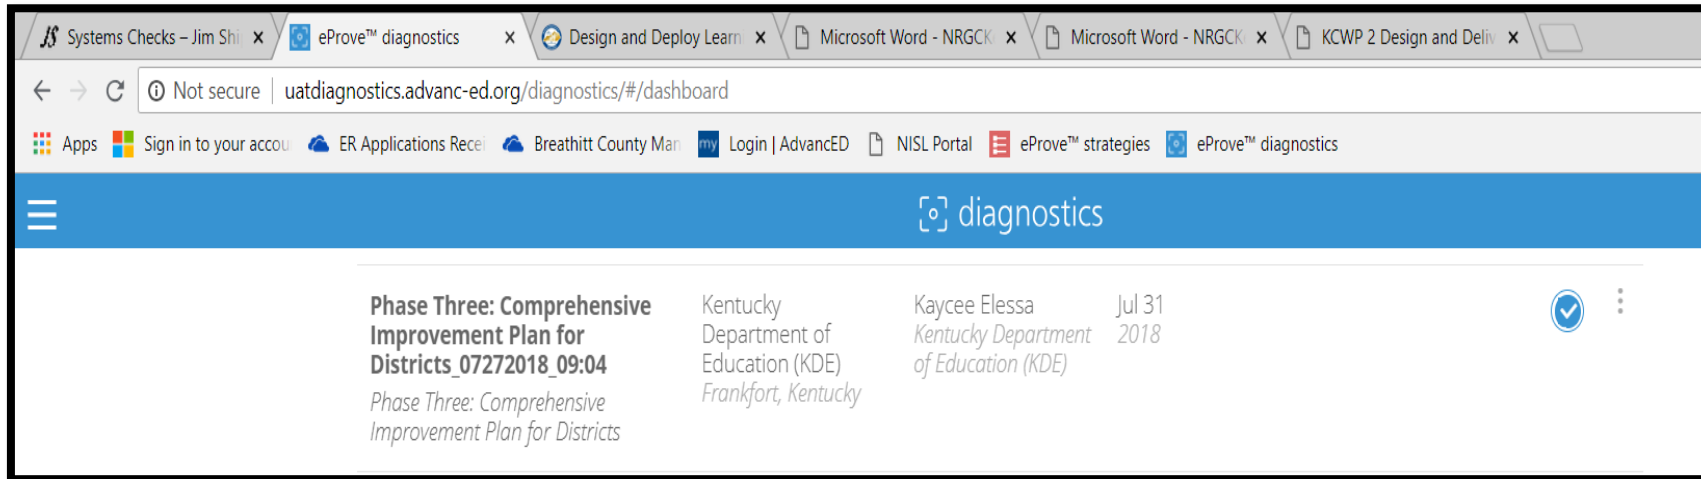 JS Systems Checks – Jim Shi
eProve™ diagnostics
Design and Deploy Learn
Microsoft Word - NRGCK
Microsoft Word - NRGCK
KCWP 2 Design and Deliv
Not secure | uatdiagnostics.advanc-ed.org/diagnostics/#/dashboard
Apps
Sign in to your accou
ER Applications Recei
Breathitt County Man
my Login | AdvancED
NISL Portal
eProve™ strategies
eProve™ diagnostics
diagnostics
Phase Three: Comprehensive
Improvement Plan for
Districts_07272018_09:04
Phase Three: Comprehensive
Improvement Plan for Districts
Kentucky
Department of
Education (KDE)
Frankfort, Kentucky
Kaycee Elessa
Kentucky Department
of Education (KDE)
Jul 31
2018